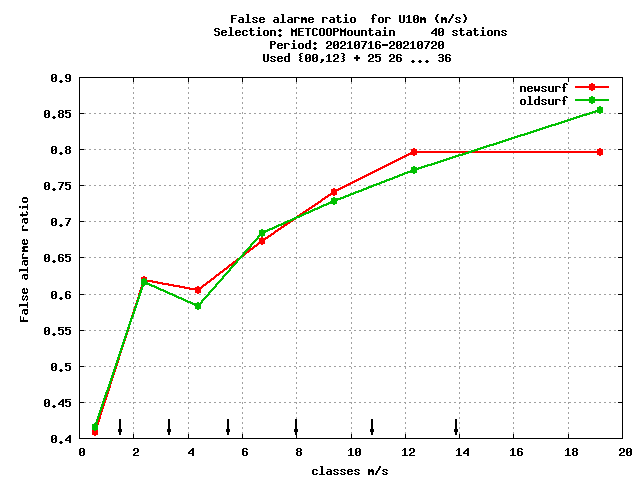 False alarme ratio  for U10m (m/s)
Selection: METCOOPMountain     40 stations
Period: 20210716-20210720
Used {00,12} + 25 26 ... 36
newsurf
oldsurf
0.9
0.85
0.8
0.75
0.7
0.65
0.6
0.55
0.5
0.45
0.4
False alarme ratio
0 2 4 6 8 10 12 14 16 18 20
classes m/s